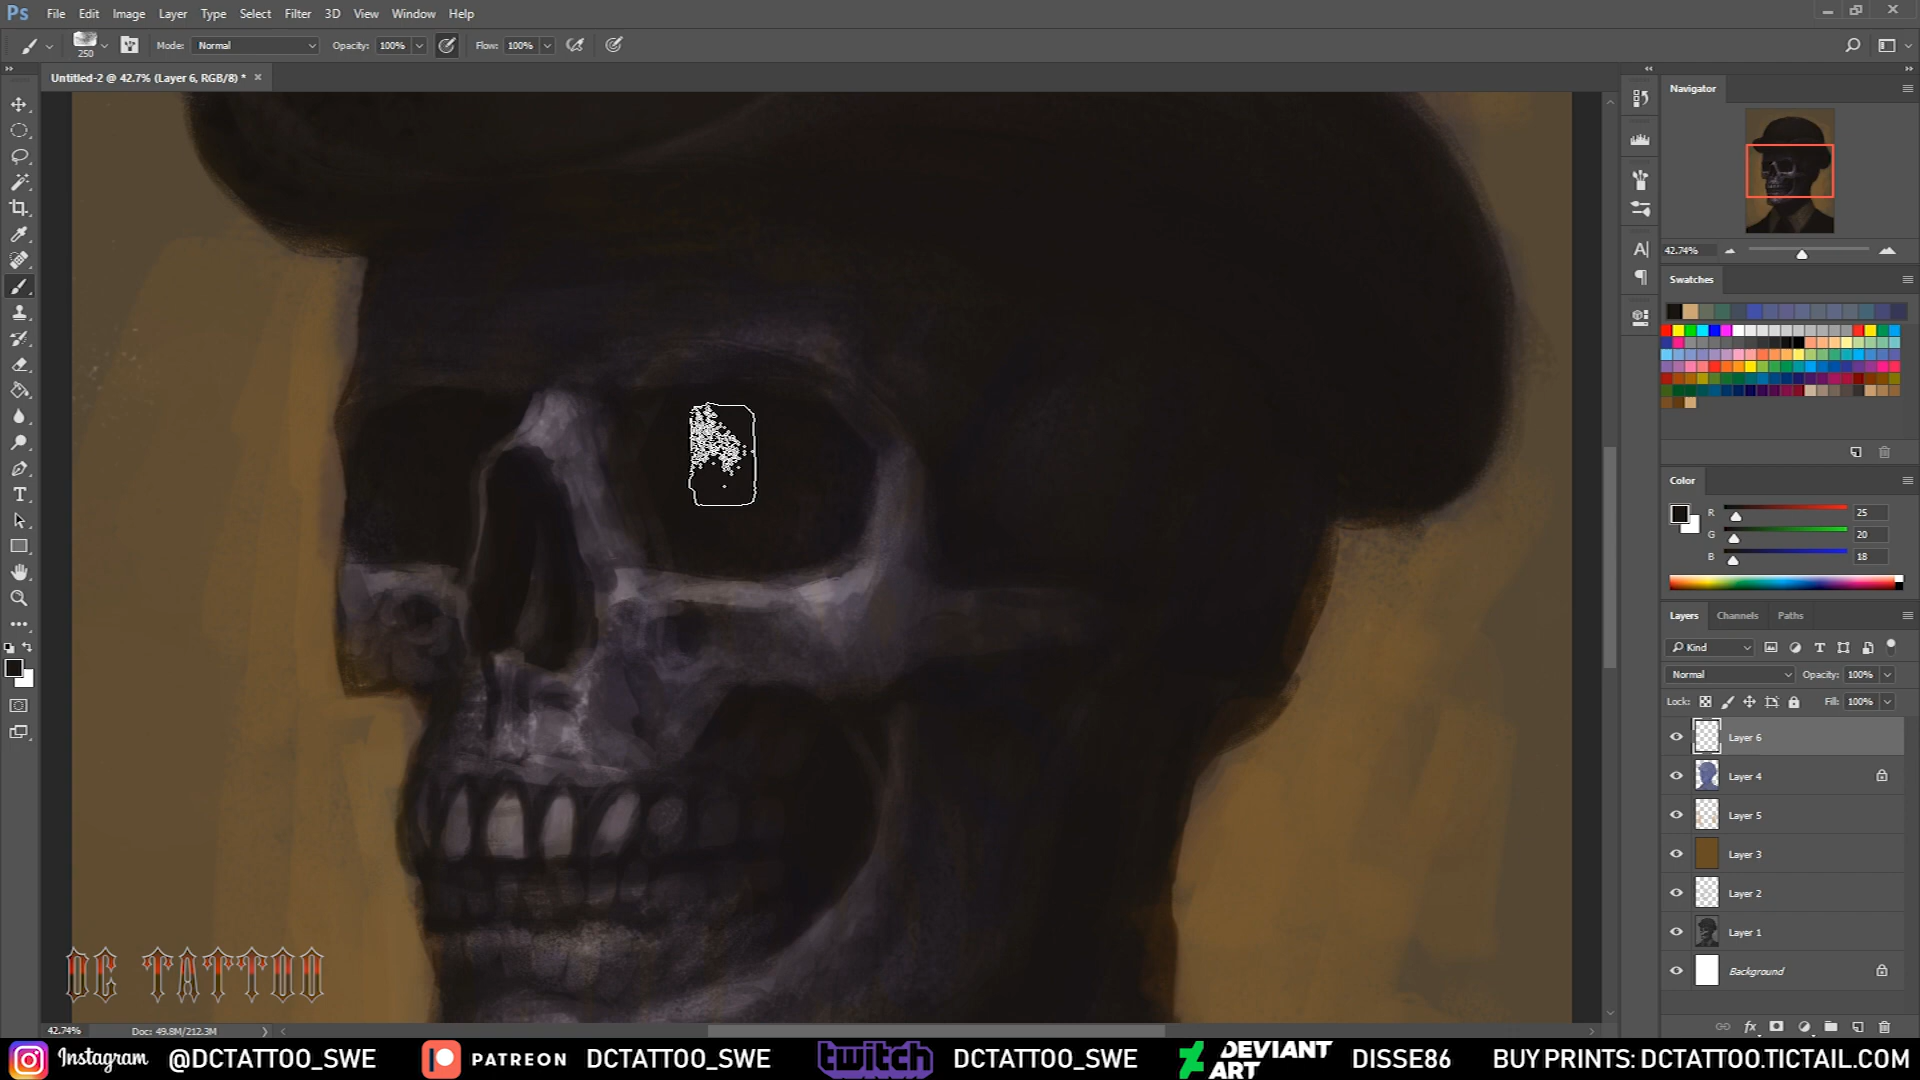 Ps File Edit Image Layer Type Select Filter 3D View Window Help
250 Mode: Normal Opacity: 100% Flow: 100%
Untitled-2 @ 42.7% (Layer 6, RGB/8) * ×
Navigator
42.74%
Swatches
Color
R 25
G 20
B 18
Layers Channels Paths
Kind
Normal Opacity: 100%
Lock: Fill: 100%
Layer 6
Layer 4
Layer 5
Layer 3
Layer 2
Layer 1
Background
DC TATTOO
42.74% Doc: 49.8M/212.3M
Instagram @DCTATTOO_SWE PATREON DCTATTOO_SWE twitch DCTATTOO_SWE DEVIANT ART DISSE86 BUY PRINTS: DCTATTOO.TICTAIL.COM